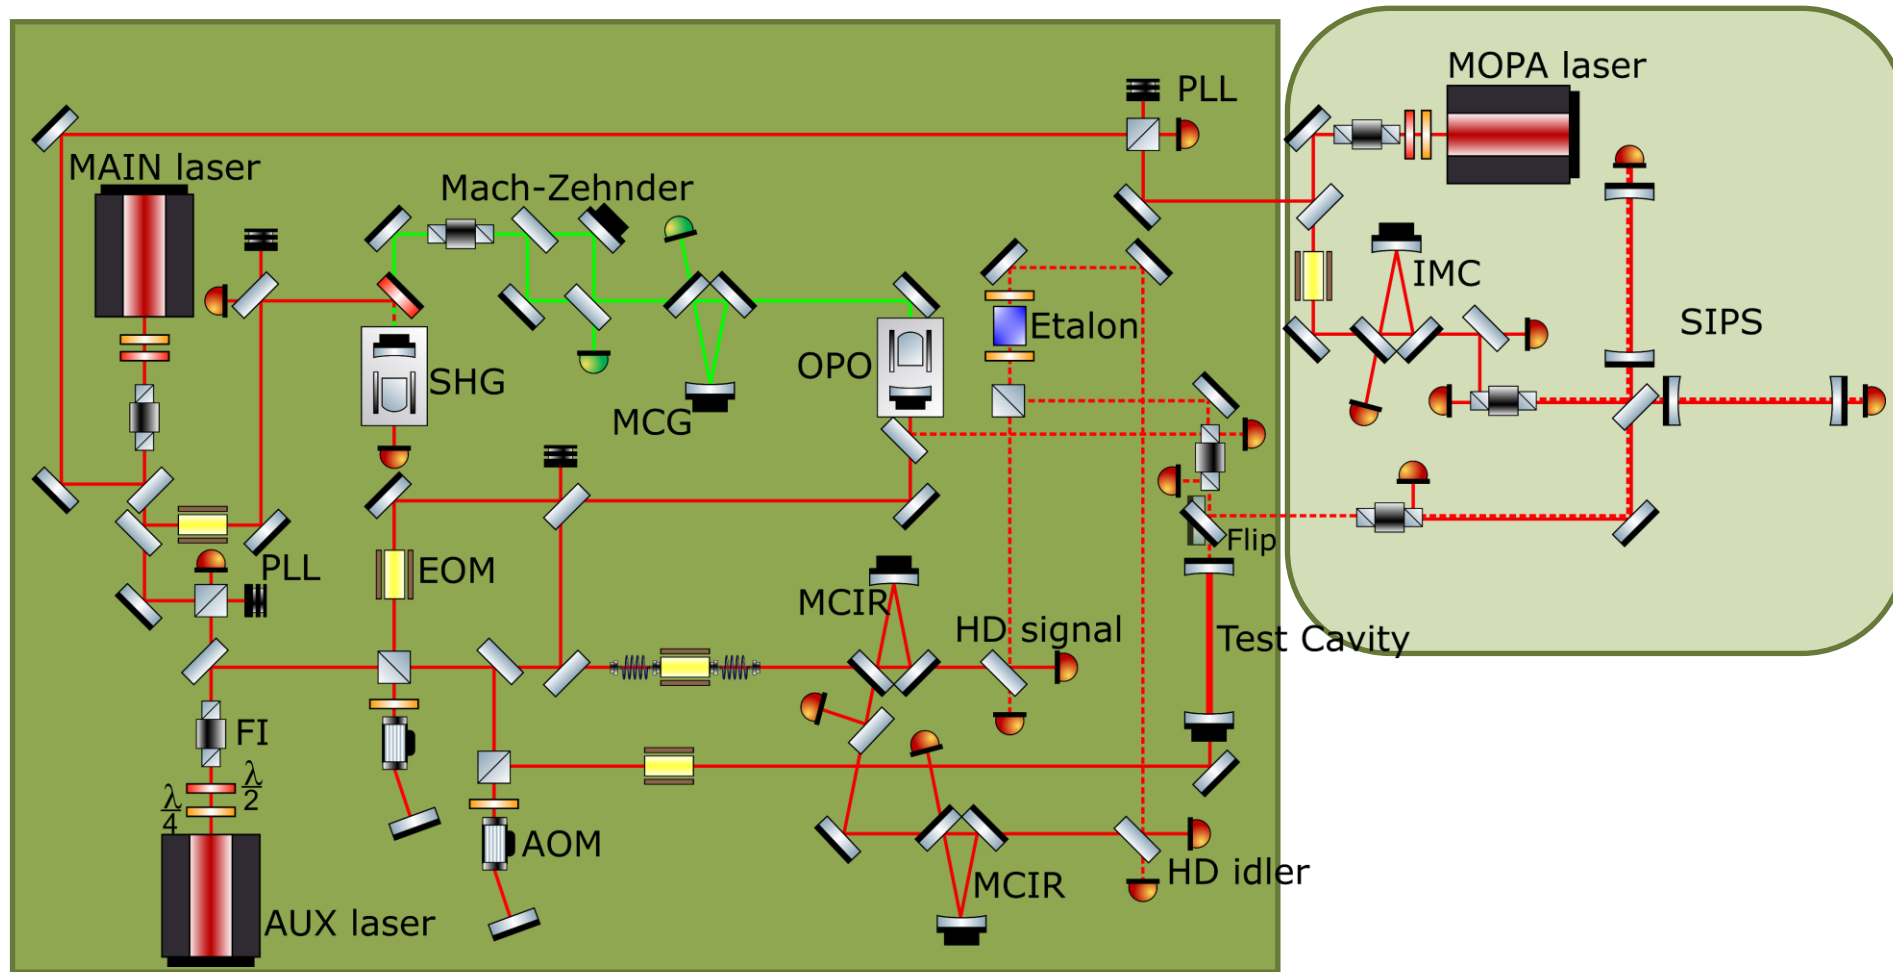 PLL
MOPA laser
MAIN laser
Mach-Zehnder
IMC
SIPS
Etalon
OPO
SHG
MCG
Flip
PLL
EOM
MCIR
HD signal
Test Cavity
FI
λ/2
λ/4
AOM
MCIR
HD idler
AUX laser